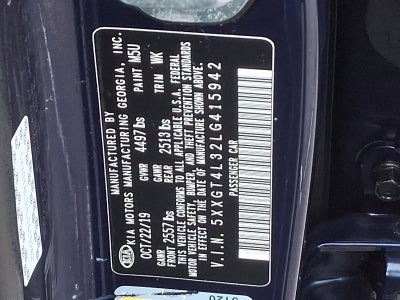 KIA
MANUFACTURED BY
KIA MOTORS MANUFACTURING GEORGIA, INC.
OCT/22/19 GVWR 4497 lbs PAINT M5U
GAWR FRONT 2557 lbs GAWR REAR 2513 lbs TRIM WK
THIS VEHICLE CONFORMS TO ALL APPLICABLE U.S.A. FEDERAL
MOTOR VEHICLE SAFETY, BUMPER, AND THEFT PREVENTION STANDARDS
IN EFFECT ON THE DATE OF MANUFACTURE SHOWN ABOVE.
V.I.N. 5XXGT4L32LG415942
PASSENGER CAR